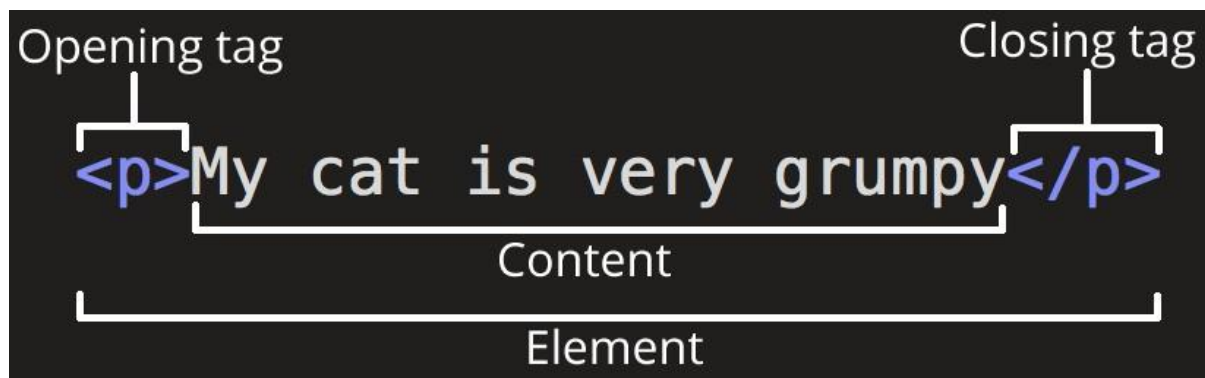 Opening tag
Closing tag
<p>My cat is very grumpy</p>
Content
Element